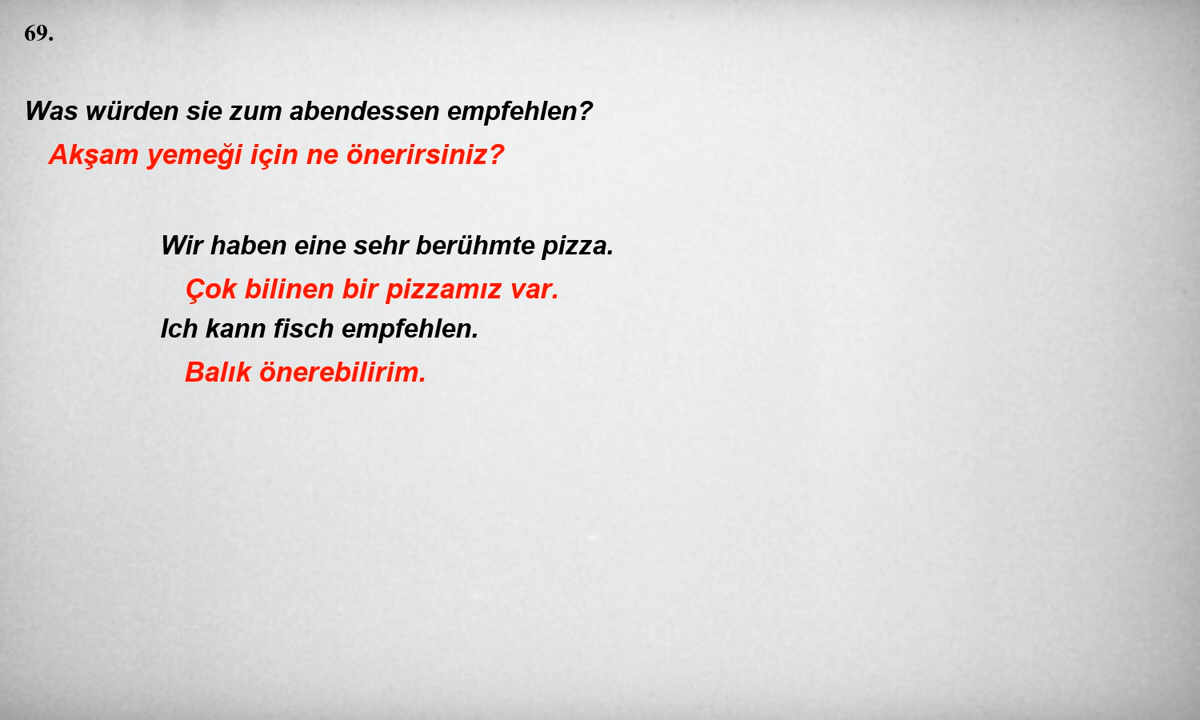 69.
Was würden sie zum abendessen empfehlen?
Akşam yemeği için ne önerirsiniz?
Wir haben eine sehr berühmte pizza.
Çok bilinen bir pizzamız var.
Ich kann fisch empfehlen.
Balık önerebilirim.